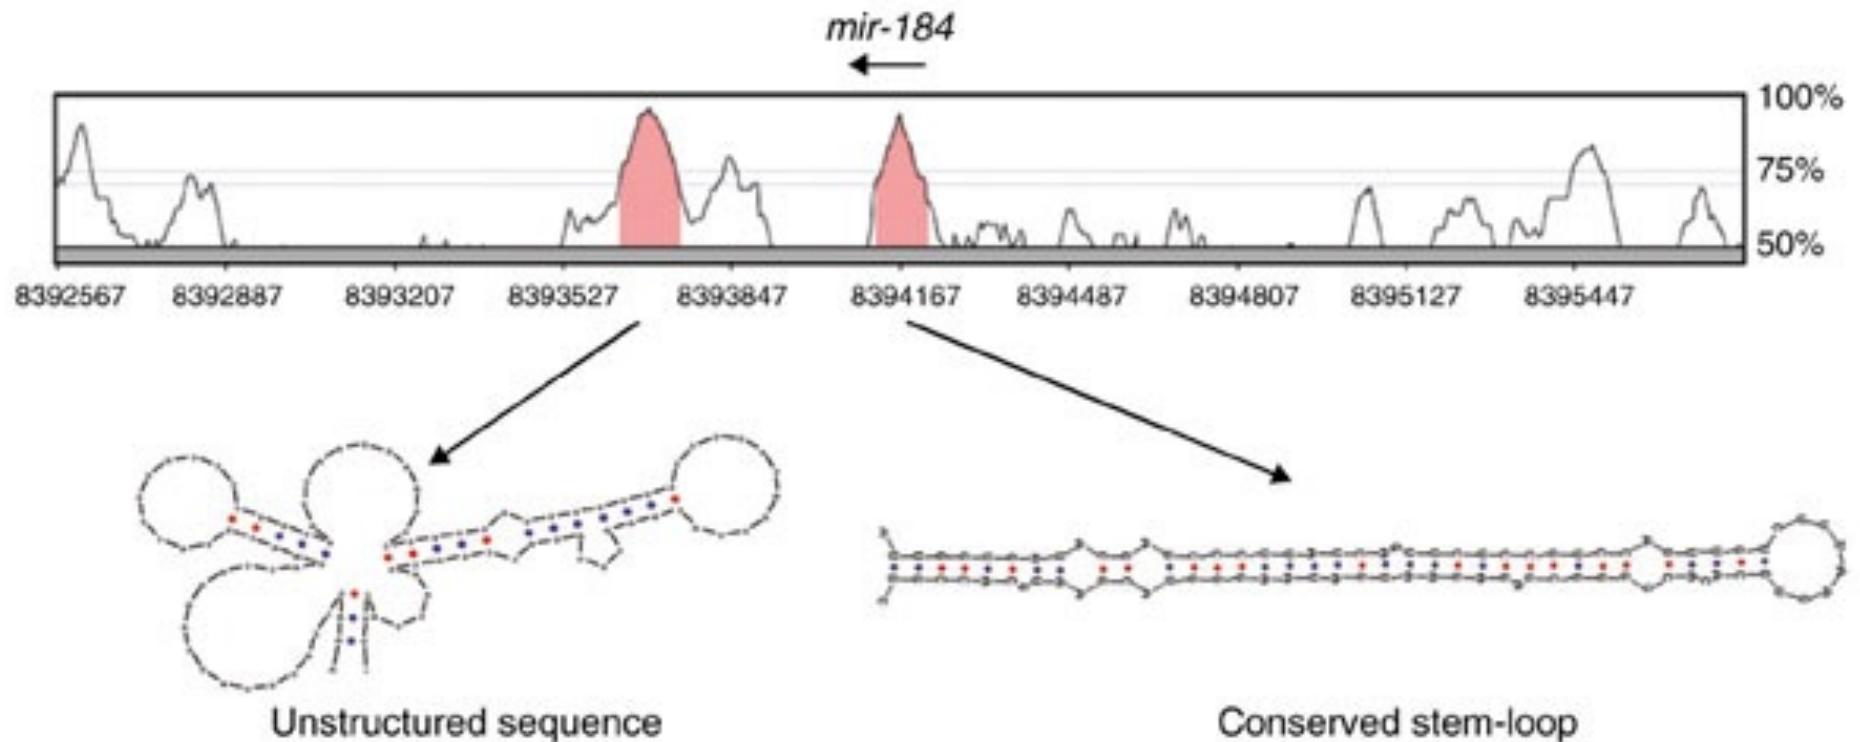 mir-184
100%
75%
50%
8392567 8392887 8393207 8393527 8393847 8394167 8394487 8394807 8395127 8395447
Unstructured sequence
Conserved stem-loop